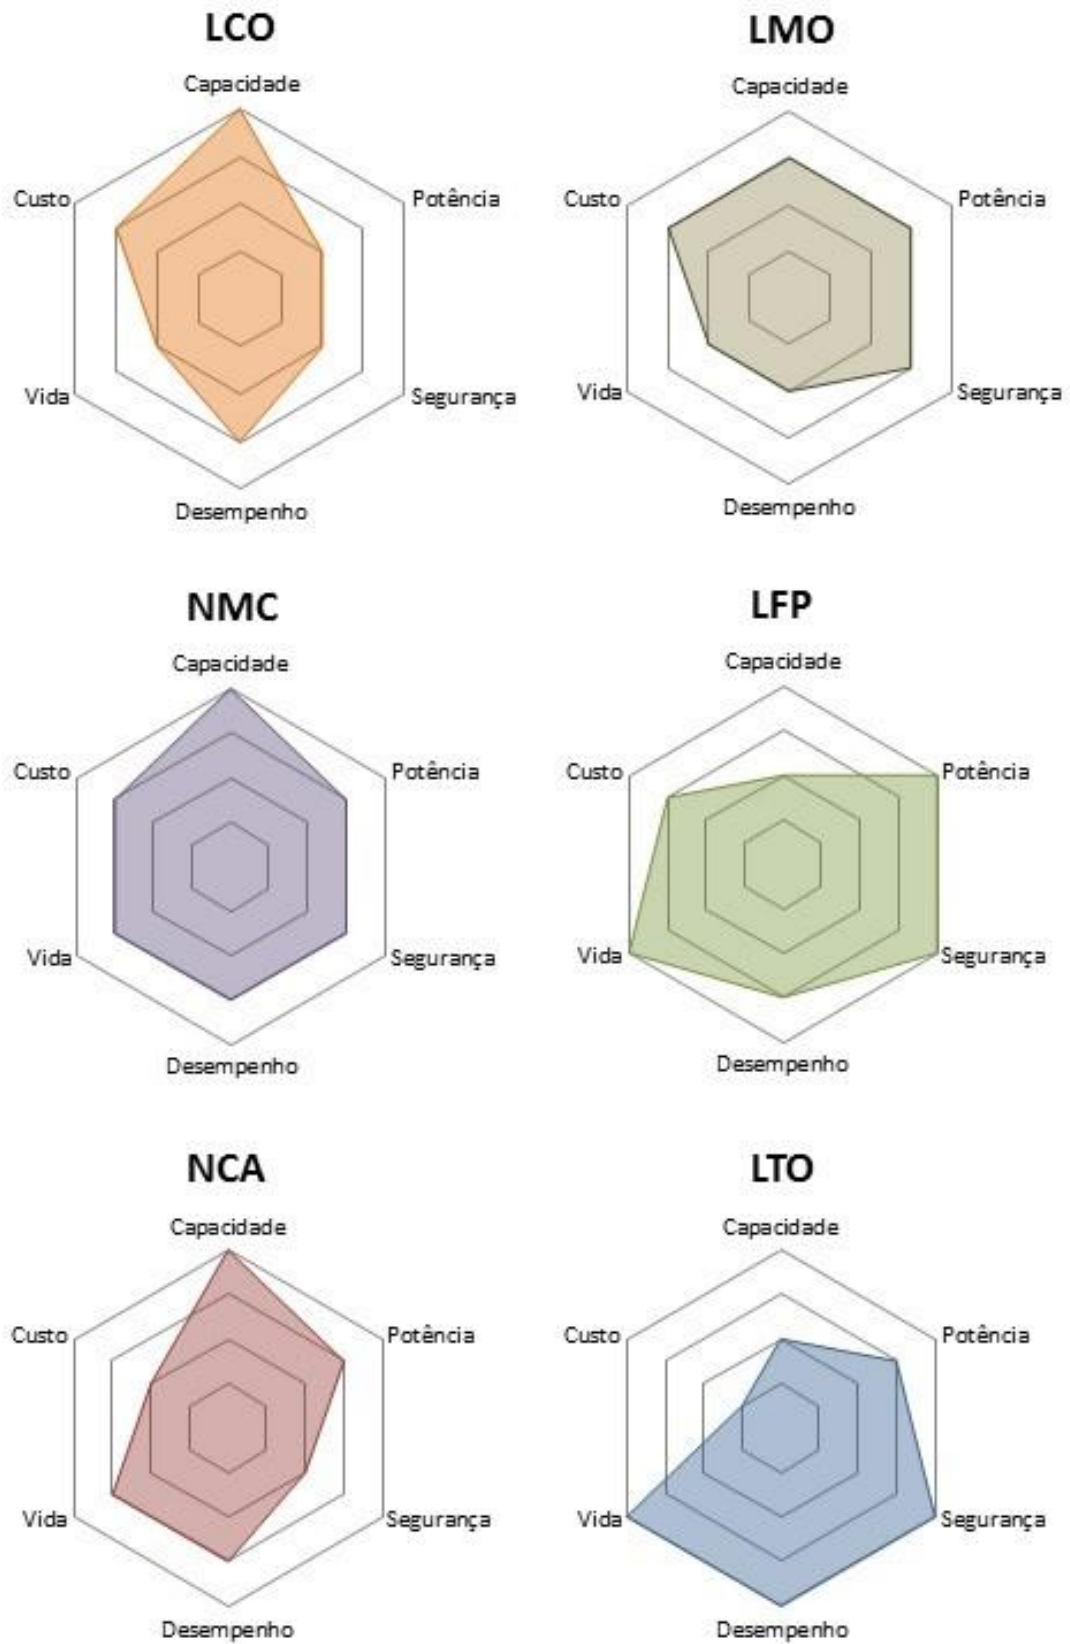 LCO
Capacidade
Custo
Potência
Vida
Segurança
Desempenho
LMO
Capacidade
Custo
Potência
Vida
Segurança
Desempenho
NMC
Capacidade
Custo
Potência
Vida
Segurança
Desempenho
LFP
Capacidade
Custo
Potência
Vida
Segurança
Desempenho
NCA
Capacidade
Custo
Potência
Vida
Segurança
Desempenho
LTO
Capacidade
Custo
Potência
Vida
Segurança
Desempenho